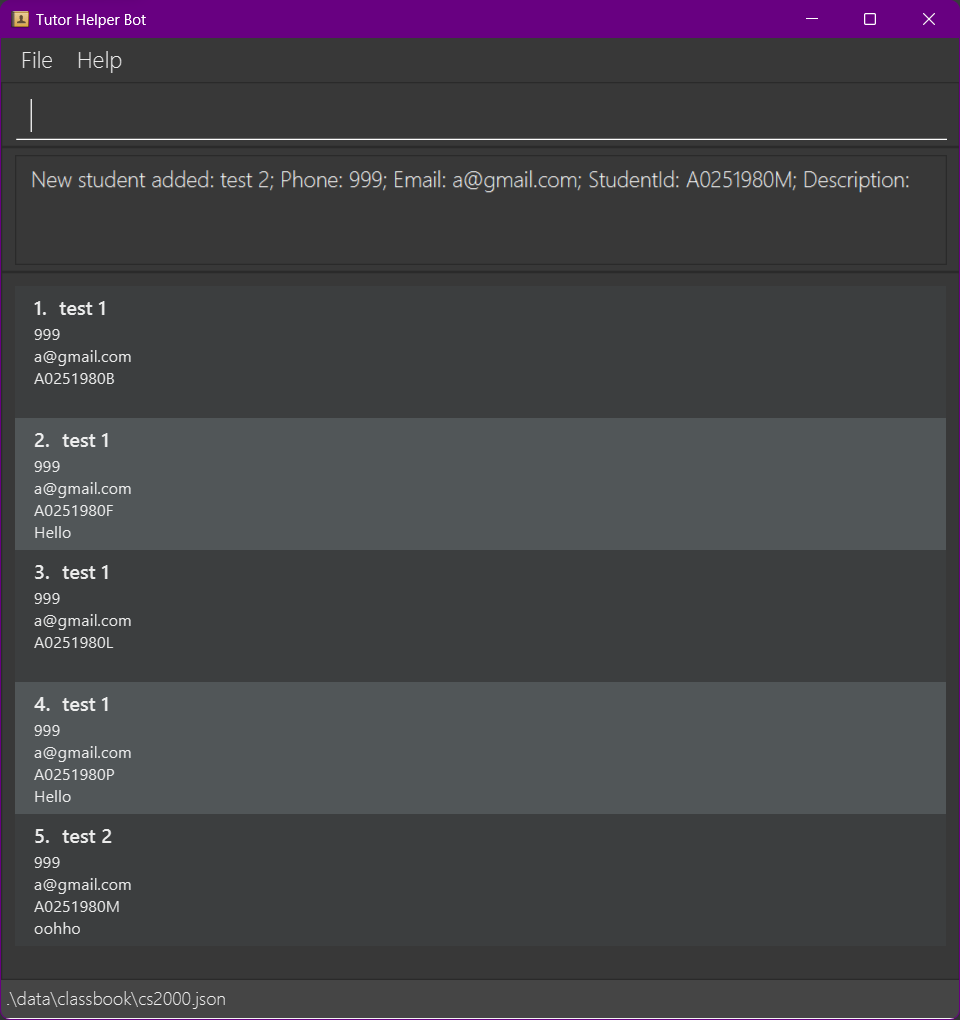 Tutor Helper Bot
File Help
New student added: test 2; Phone: 999; Email: a@gmail.com; StudentId: A0251980M; Description:
1. test 1
999
a@gmail.com
A0251980B
2. test 1
999
a@gmail.com
A0251980F
Hello
3. test 1
999
a@gmail.com
A0251980L
4. test 1
999
a@gmail.com
A0251980P
Hello
5. test 2
999
a@gmail.com
A0251980M
oohho
.\data\classbook\cs2000.json